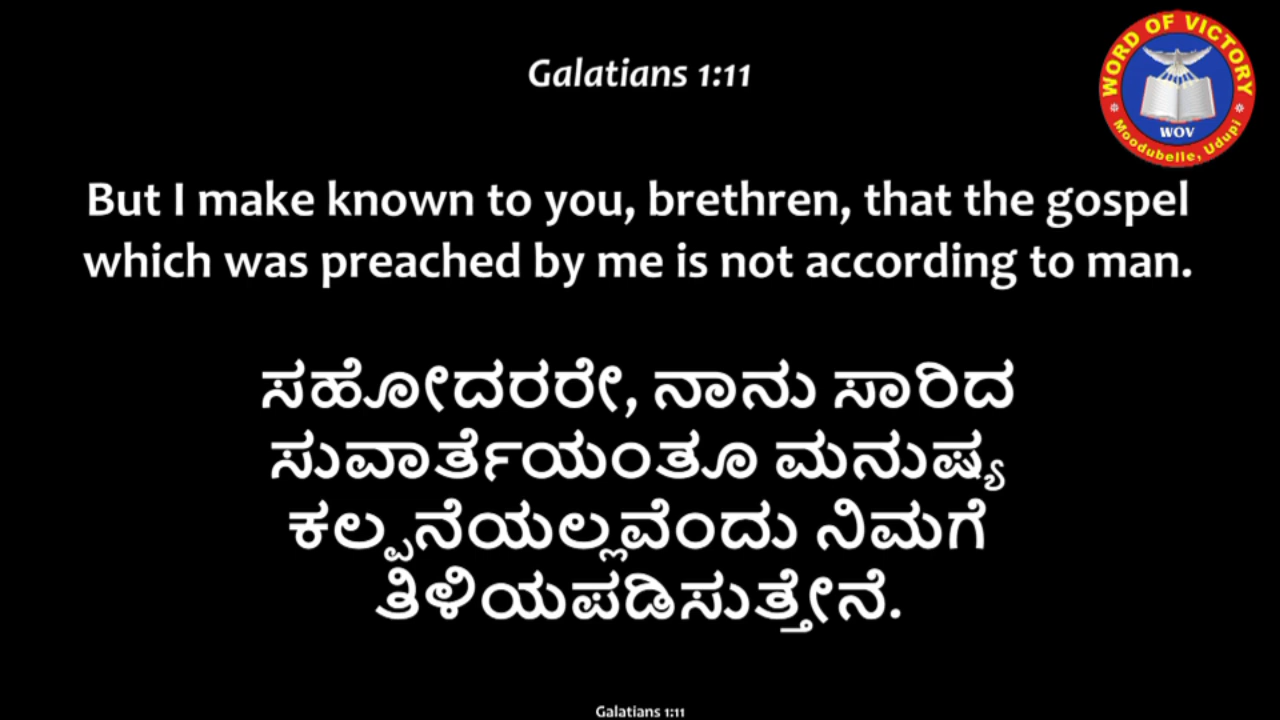 Galatians 1:11
WORD OF VICTORY
WOV
Moodubelle, Udupi
But I make known to you, brethren, that the gospel
which was preached by me is not according to man.
ಸಹೋದರರೇ, ನಾನು ಸಾರಿದ
ಸುವಾರ್ತೆಯಂತೂ ಮನುಷ್ಯ
ಕಲ್ಪನೆಯಲ್ಲವೆಂದು ನಿಮಗೆ
ತಿಳಿಯಪಡಿಸುತ್ತೇನೆ.
Galatians 1:11